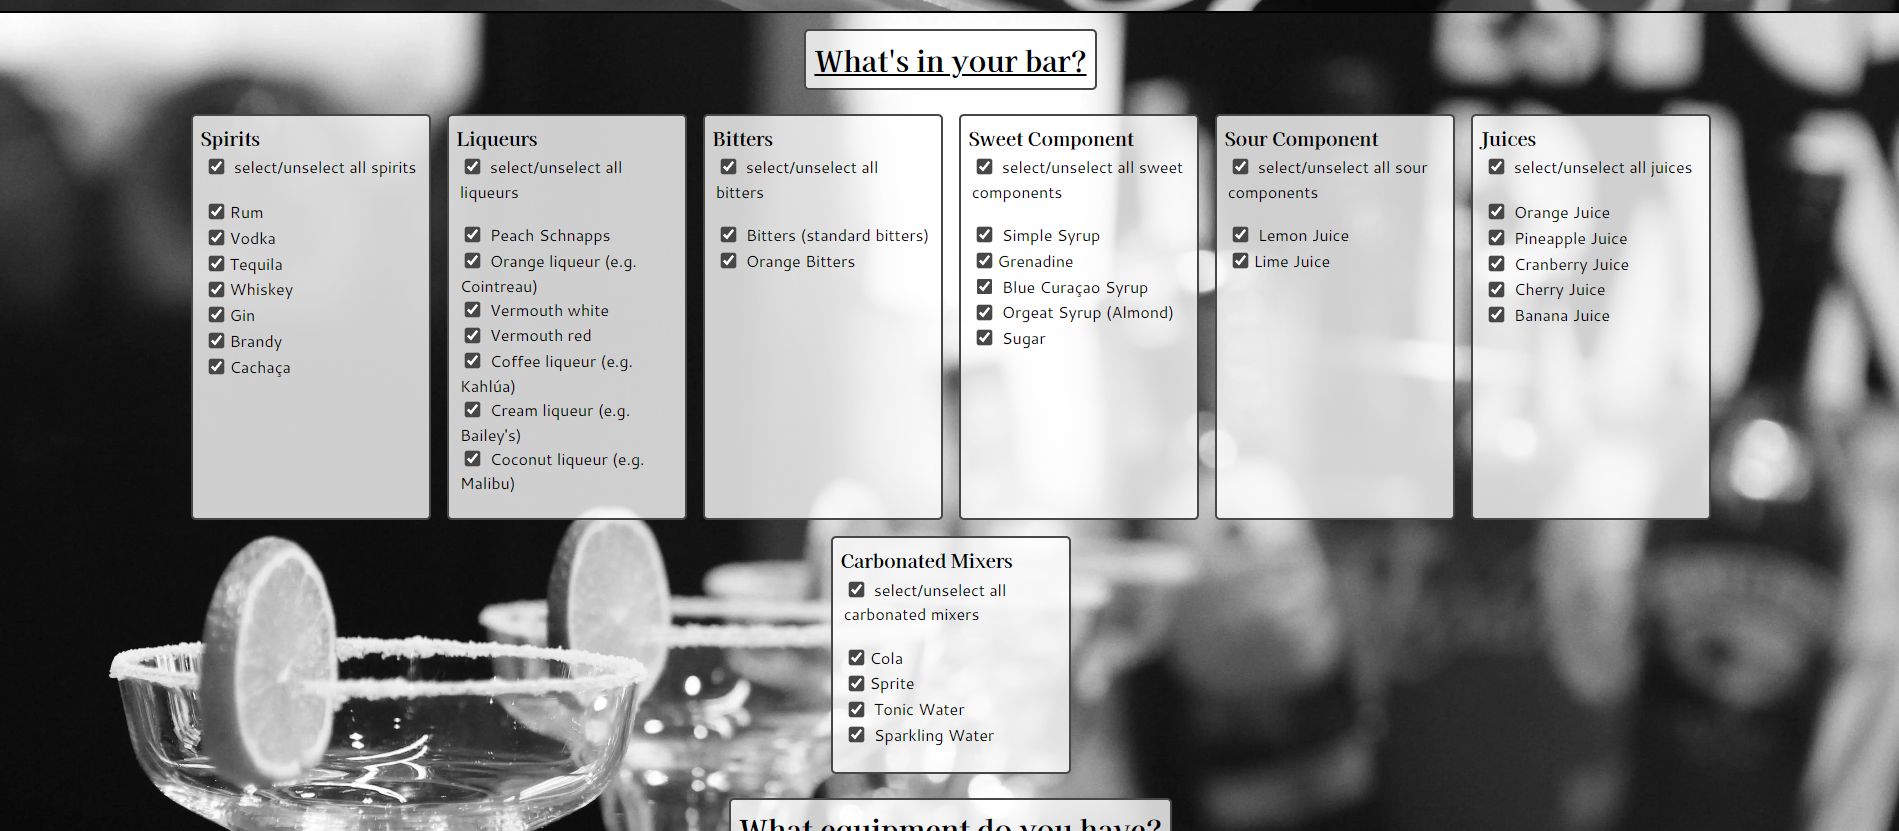 What's in your bar?
Spirits
select/unselect all spirits
Rum
Vodka
Tequila
Whiskey
Gin
Brandy
Cachaça
Liqueurs
select/unselect all
liqueurs
Peach Schnapps
Orange liqueur (e.g.
Cointreau)
Vermouth white
Vermouth red
Coffee liqueur (e.g.
Kahlúa)
Cream liqueur (e.g.
Bailey's)
Coconut liqueur (e.g.
Malibu)
Bitters
select/unselect all
bitters
Bitters (standard bitters)
Orange Bitters
Sweet Component
select/unselect all sweet
components
Simple Syrup
Grenadine
Blue Curaçao Syrup
Orgeat Syrup (Almond)
Sugar
Sour Component
select/unselect all sour
components
Lemon Juice
Lime Juice
Juices
select/unselect all juices
Orange Juice
Pineapple Juice
Cranberry Juice
Cherry Juice
Banana Juice
Carbonated Mixers
select/unselect all
carbonated mixers
Cola
Sprite
Tonic Water
Sparkling Water
What equipment do you have?